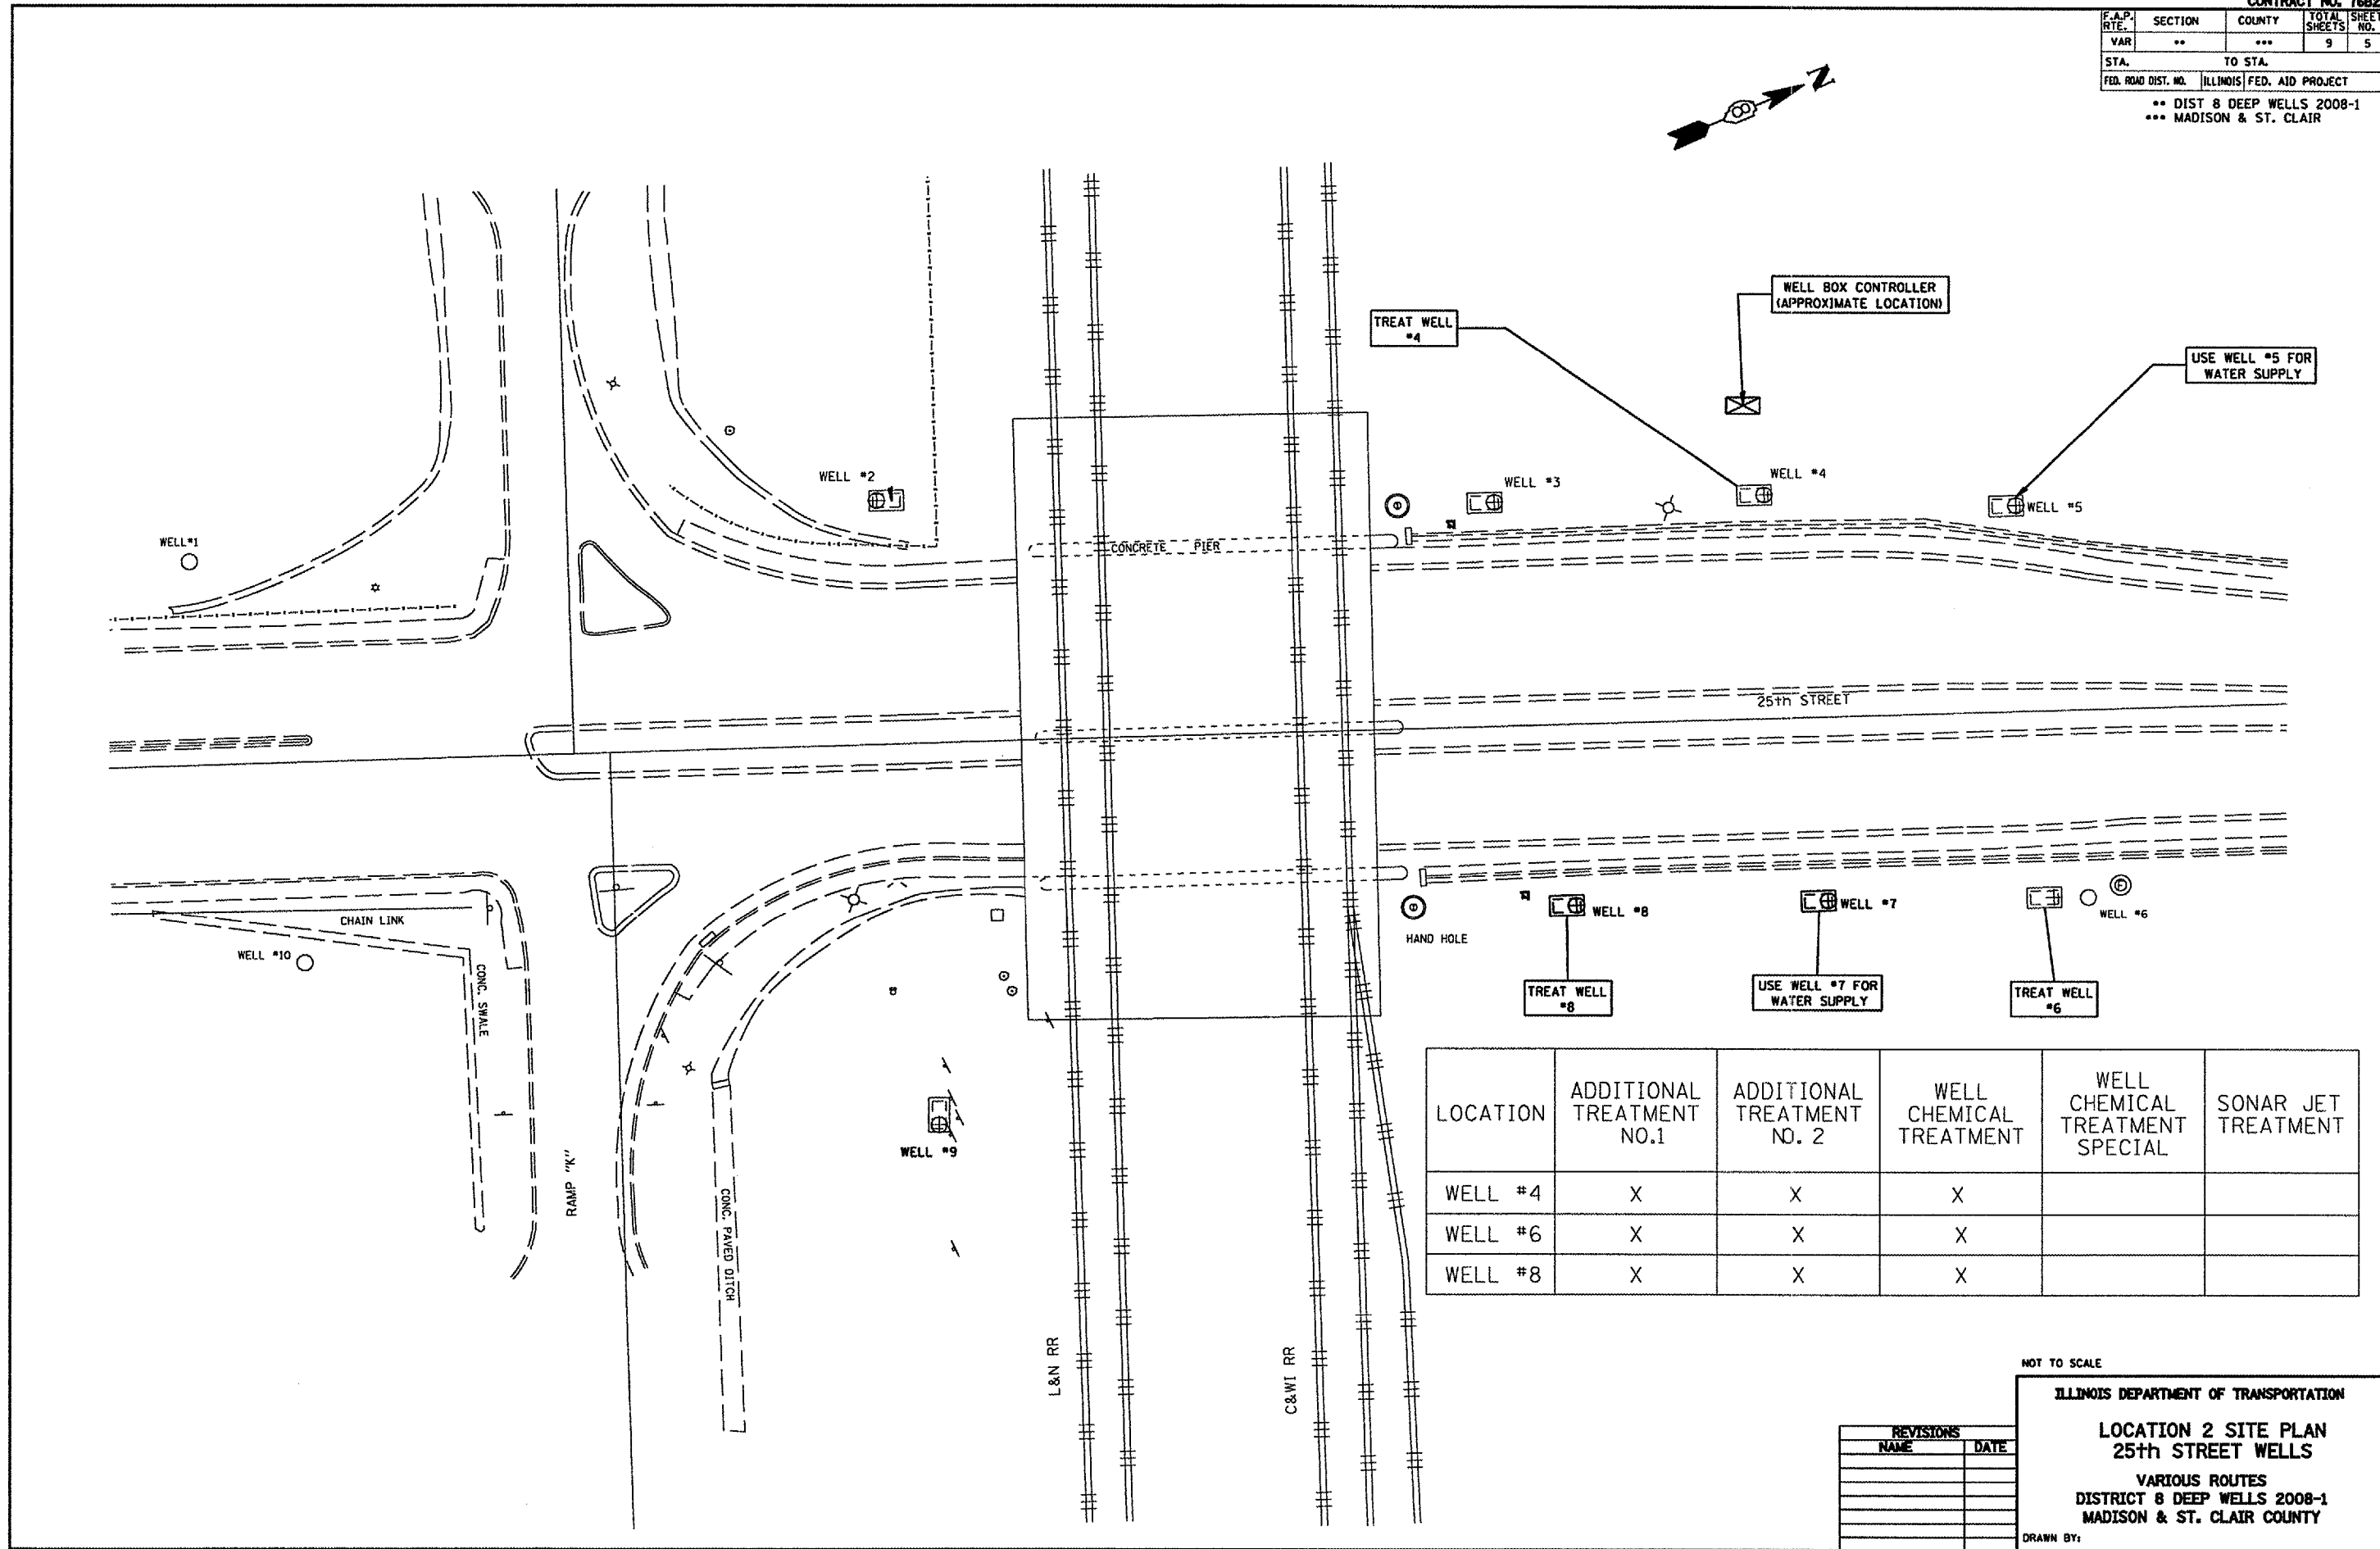 F.A.P. RTE. SECTION COUNTY TOTAL SHEETS SHEET NO.
VAR •• ••• 9 5
STA. TO STA.
FED. ROAD DIST. NO. ILLINOIS FED. AID PROJECT
•• DIST 8 DEEP WELLS 2008-1
••• MADISON & ST. CLAIR
N
8
WELL BOX CONTROLLER
(APPROXIMATE LOCATION)
TREAT WELL
#4
USE WELL #5 FOR
WATER SUPPLY
WELL #2
WELL #3
WELL #4
WELL #5
WELL#1
CONCRETE PIER
25th STREET
CHAIN LINK
WELL #10
CONC. SWALE
WELL #8
WELL #7
WELL #6
HAND HOLE
TREAT WELL
#8
USE WELL #7 FOR
WATER SUPPLY
TREAT WELL
#6
WELL #9
RAMP "K"
CONC. PAVED DITCH
L&N RR
C&WI RR
LOCATION
ADDITIONAL
TREATMENT
NO.1
ADDITIONAL
TREATMENT
NO. 2
WELL
CHEMICAL
TREATMENT
WELL
CHEMICAL
TREATMENT
SPECIAL
SONAR JET
TREATMENT
WELL #4 X X X
WELL #6 X X X
WELL #8 X X X
NOT TO SCALE
ILLINOIS DEPARTMENT OF TRANSPORTATION
LOCATION 2 SITE PLAN
25th STREET WELLS
VARIOUS ROUTES
DISTRICT 8 DEEP WELLS 2008-1
MADISON & ST. CLAIR COUNTY
DRAWN BY:
REVISIONS
NAME DATE